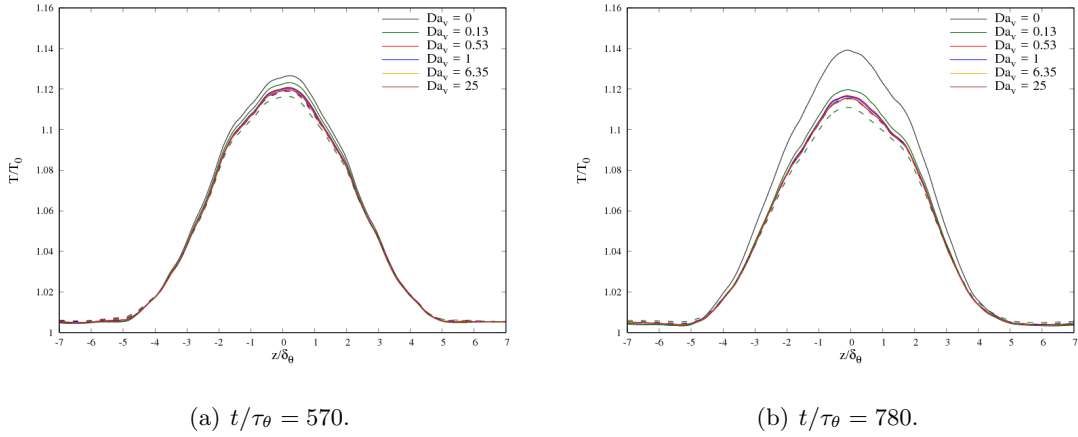 1.16
1.14
1.12
1.1
1.08
1.06
1.04
1.02
1
T/T₀
-7 -6 -5 -4 -3 -2 -1 0 1 2 3 4 5 6 7
z/δθ
Daᵥ = 0
Daᵥ = 0.13
Daᵥ = 0.53
Daᵥ = 1
Daᵥ = 6.35
Daᵥ = 25
(a) t/τθ = 570.
1.16
1.14
1.12
1.1
1.08
1.06
1.04
1.02
1
T/T₀
-7 -6 -5 -4 -3 -2 -1 0 1 2 3 4 5 6 7
z/δθ
Daᵥ = 0
Daᵥ = 0.13
Daᵥ = 0.53
Daᵥ = 1
Daᵥ = 6.35
Daᵥ = 25
(b) t/τθ = 780.